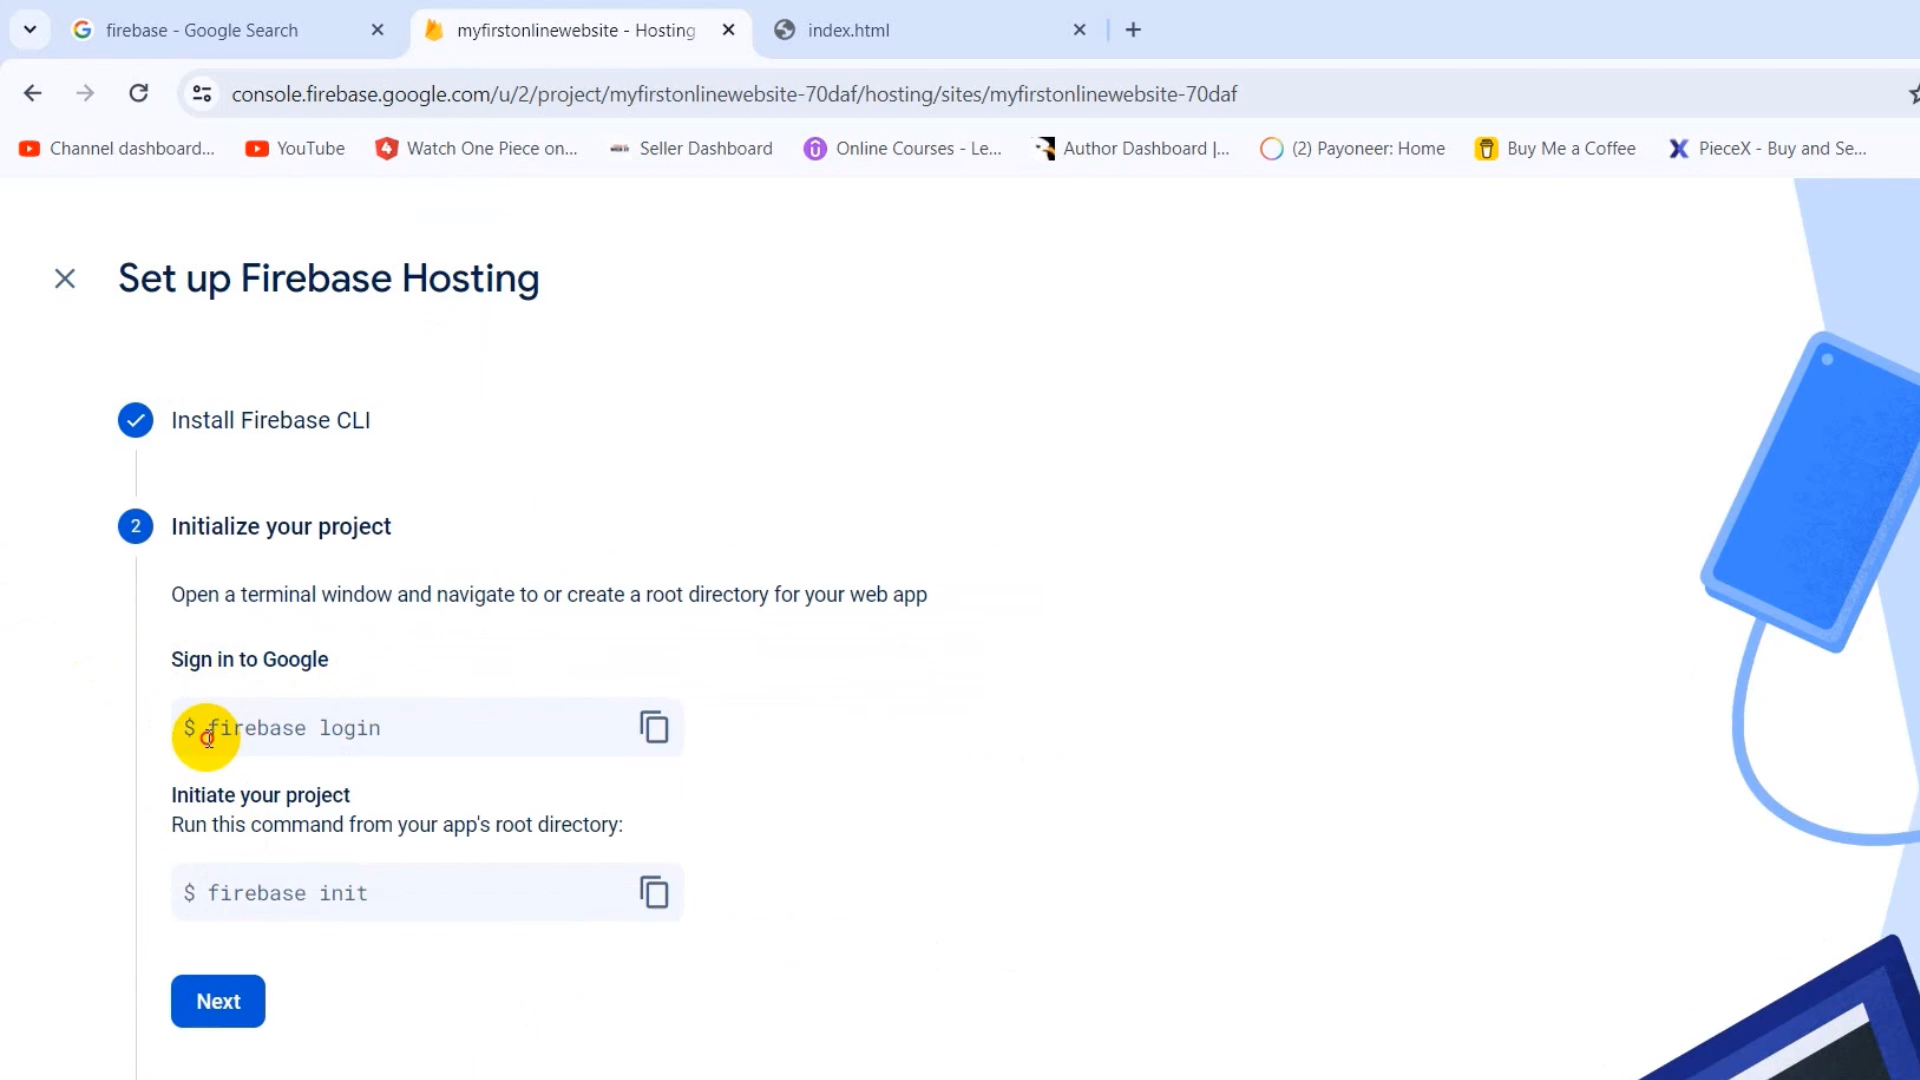 firebase - Google Search
myfirstonlinewebsite - Hosting
index.html
console.firebase.google.com/u/2/project/myfirstonlinewebsite-70daf/hosting/sites/myfirstonlinewebsite-70daf
Channel dashboard...
YouTube
Watch One Piece on...
Seller Dashboard
Online Courses - Le...
Author Dashboard |...
(2) Payoneer: Home
Buy Me a Coffee
PieceX - Buy and Se...
Set up Firebase Hosting
Install Firebase CLI
2 Initialize your project
Open a terminal window and navigate to or create a root directory for your web app
Sign in to Google
$ firebase login
Initiate your project
Run this command from your app's root directory:
$ firebase init
Next